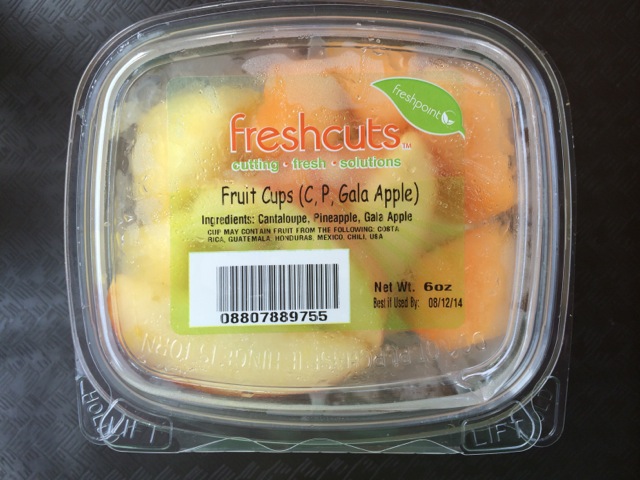 freshpoint
freshcuts™
cutting • fresh • solutions
Fruit Cups (C, P, Gala Apple)
Ingredients: Cantaloupe, Pineapple, Gala Apple
CUP MAY CONTAIN FRUIT FROM THE FOLLOWING: COSTA
RICA, GUATEMALA, HONDURAS, MEXICO, CHILI, USA
08807889755
Net Wt. 6oz
Best if Used By: 08/12/14
LIFT